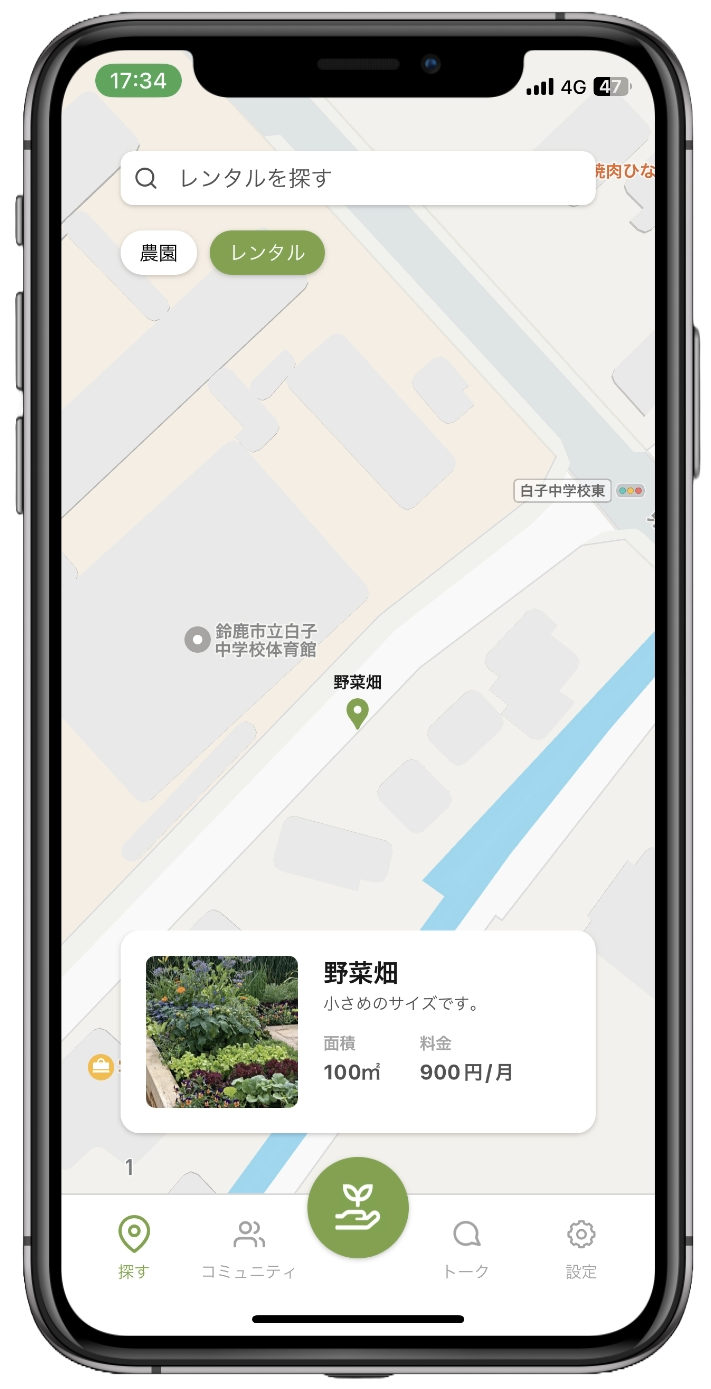 17:34
4G 47
レンタルを探す
焼肉ひな
農園
レンタル
白子中学校東
鈴鹿市立白子
中学校体育館
野菜畑
野菜畑
小さめのサイズです。
面積 料金
100㎡ 900円/月
1
探す
コミュニティ
トーク
設定